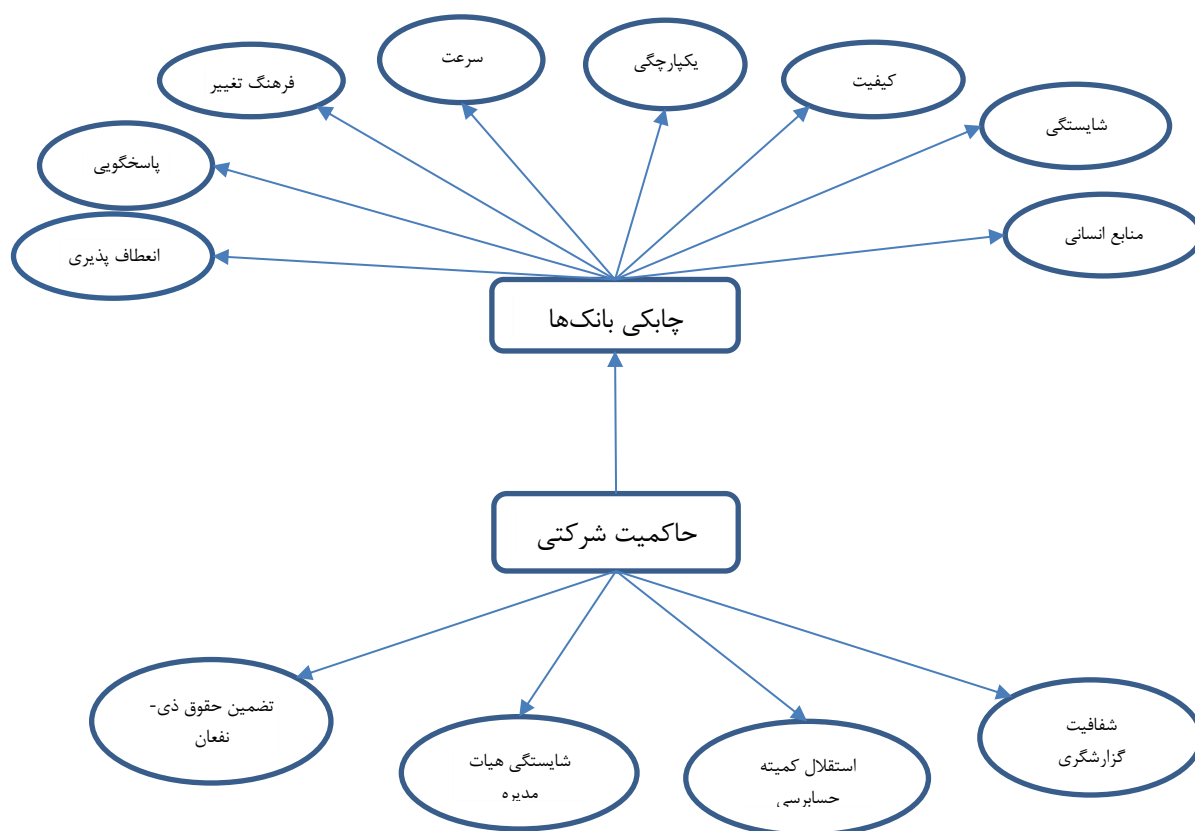 سرعت
یکپارچگی
کیفیت
فرهنگ تغییر
شایستگی
پاسخگویی
منابع انسانی
انعطاف پذیری
چابکی بانک‌ها
حاکمیت شرکتی
شفافیت
گزارشگری
استقلال کمیته
حسابرسی
شایستگی هیات
مدیره
تضمین حقوق ذی-
نفعان